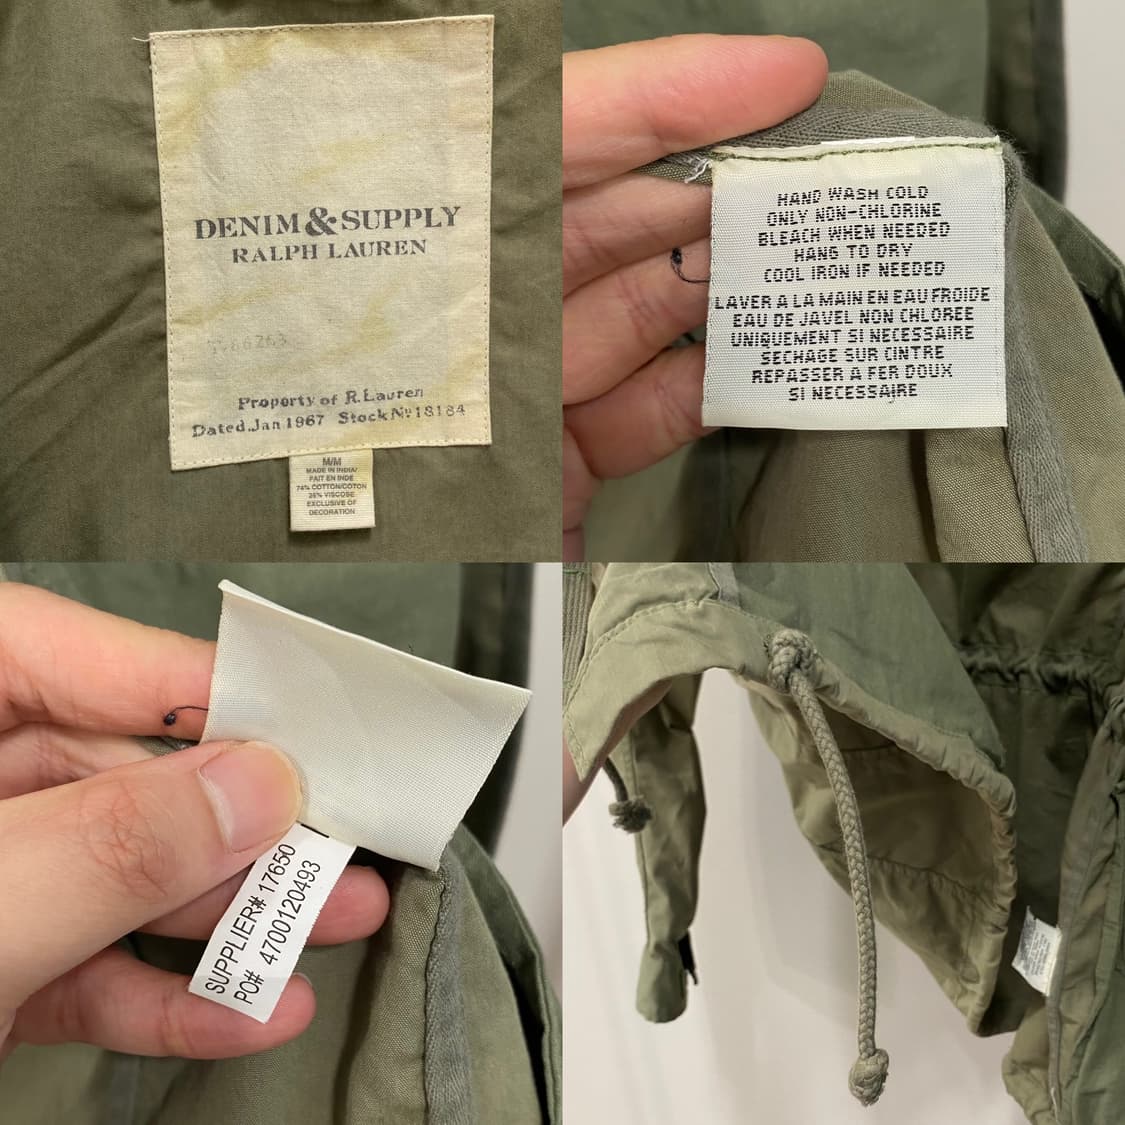 DENIM & SUPPLY
RALPH LAUREN
Property of R.Lauren
Dated.Jan 1967 Stock Nº 18184
M/M
MADE IN INDIA/
FAIT EN INDE
74% COTTON/COTON
26% VISCOSE
EXCLUSIVE OF
DECORATION
HAND WASH COLD
ONLY NON-CHLORINE
BLEACH WHEN NEEDED
HANG TO DRY
COOL IRON IF NEEDED
LAVER A LA MAIN EN EAU FROIDE
EAU DE JAVEL NON CHLOREE
UNIQUEMENT SI NECESSAIRE
SECHAGE SUR CINTRE
REPASSER A FER DOUX
SI NECESSAIRE
SUPPLIER# 17650
PO# 4700120493